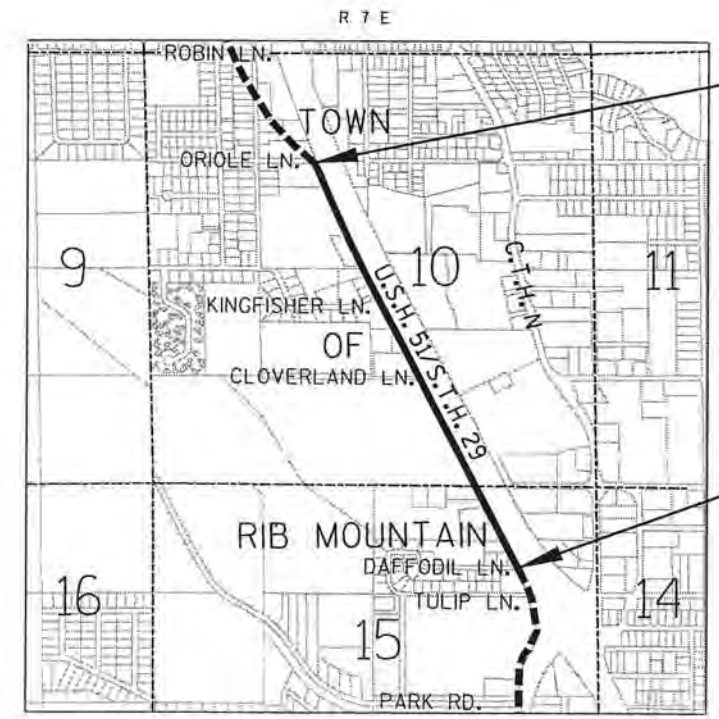 R 7 E
ROBIN LN.
TOWN
ORIOLE LN.
9
10
11
C.T.H. N
U.S.H. 51/S.T.H. 29
KINGFISHER LN.
OF
CLOVERLAND LN.
RIB MOUNTAIN
DAFFODIL LN.
16
TULIP LN.
14
15
PARK RD.